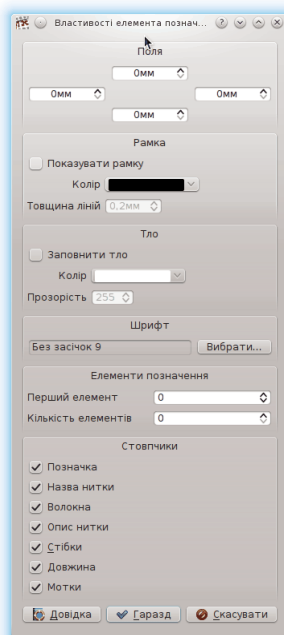 Властивості елемента познач...
Поля
0мм
0мм 0мм
0мм
Рамка
Показувати рамку
Колір
Товщина ліній 0,2мм
Тло
Заповнити тло
Колір
Прозорість 255
Шрифт
Без засічок 9 Вибрати...
Елементи позначення
Перший елемент 0
Кількість елементів 0
Стовпчики
Позначка
Назва нитки
Волокна
Опис нитки
Стібки
Довжина
Мотки
Довідка Гаразд Скасувати